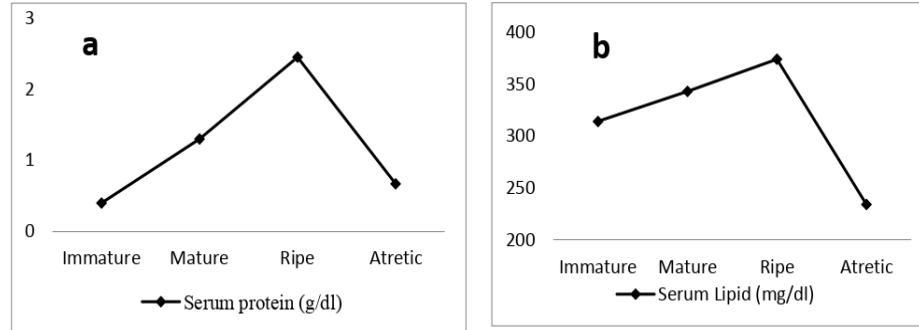 a
3
2
1
0
Immature Mature Ripe Atretic
Serum protein (g/dl)
b
400
350
300
250
200
Immature Mature Ripe Atretic
Serum Lipid (mg/dl)